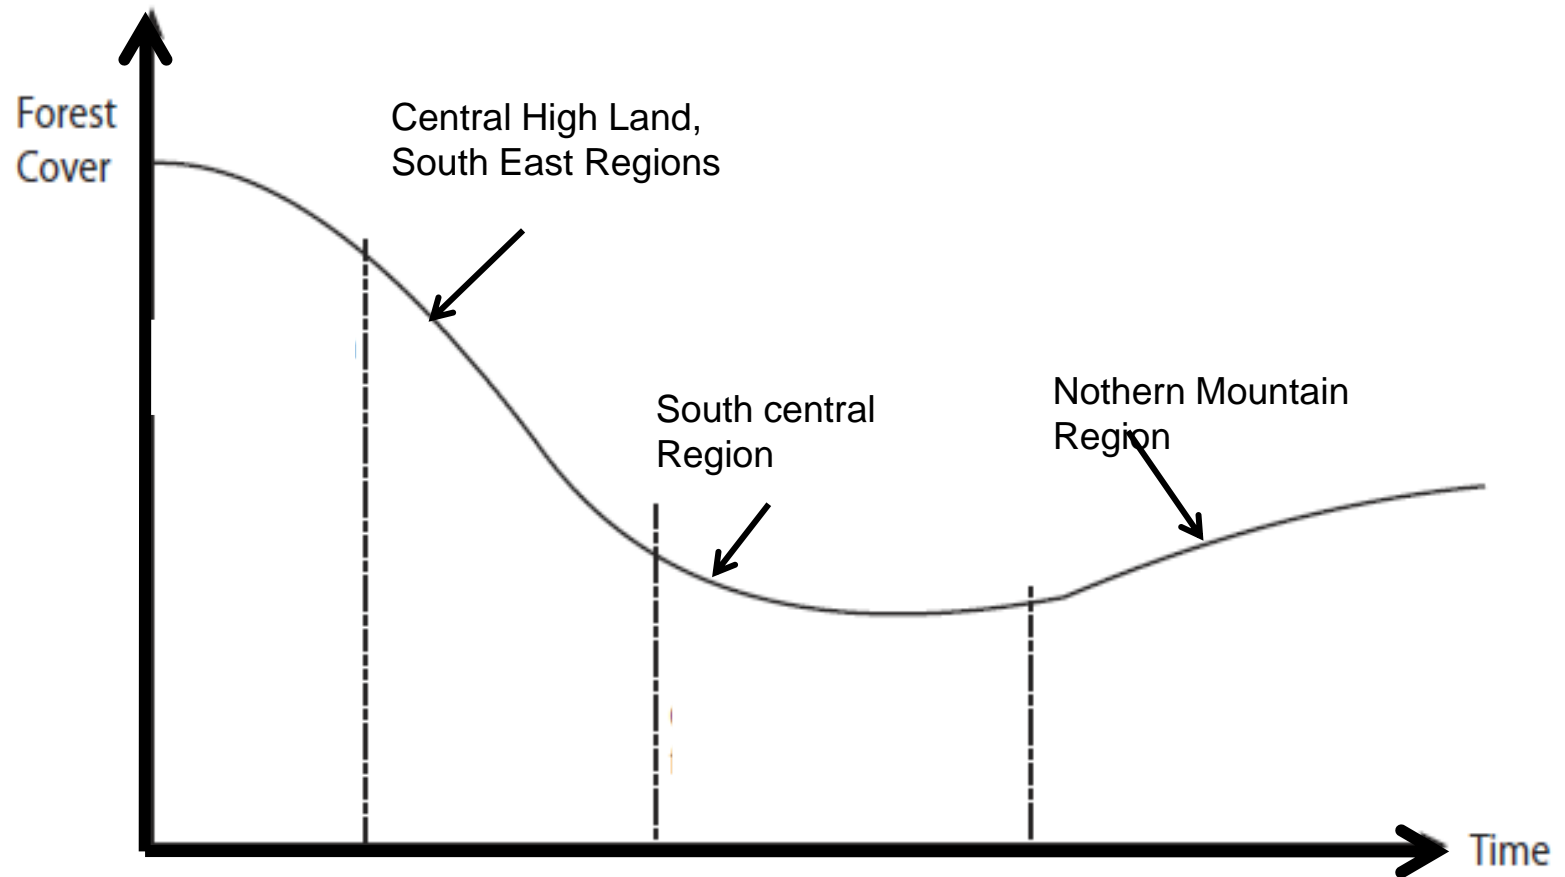 Forest
Cover
Central High Land,
South East Regions
South central
Region
Nothern Mountain
Region
Time